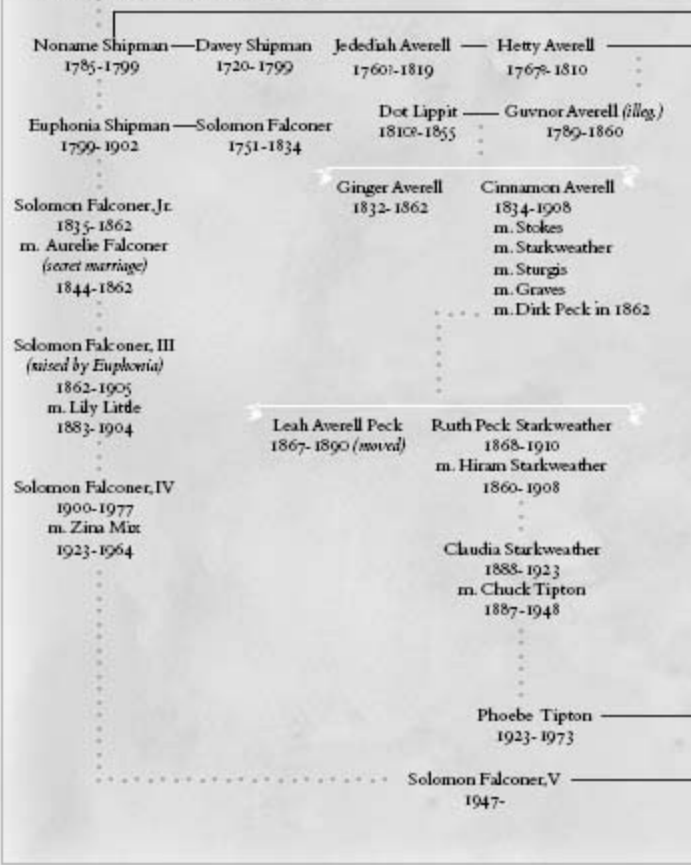 Noname Shipman Davey Shipman Jedediah Averell Hetty Averell
1785-1799 1720-1799 1760?-1819 1767?-1810
Dot Lippit Guvnor Averell (illeg.)
1810?-1855 1789-1860
Euphonia Shipman Solomon Falconer
1799-1902 1751-1834
Ginger Averell Cinnamon Averell
1832-1862 1834-1908
m. Stokes
m. Starkweather
m. Sturgis
m. Graves
m. Dirk Peck in 1862
Solomon Falconer, Jr.
1835-1862
m. Aurelie Falconer
(secret marriage)
1844-1862
Solomon Falconer, III
(raised by Euphonia)
1862-1905
m. Lily Little
1883-1904
Leah Averell Peck Ruth Peck Starkweather
1867-1890 (moved) 1868-1910
m. Hiram Starkweather
1860-1908
Solomon Falconer, IV
1900-1977
m. Zina Mix
1923-1964
Claudia Starkweather
1888-1923
m. Chuck Tipton
1887-1948
Phoebe Tipton
1923-1973
Solomon Falconer, V
1947-